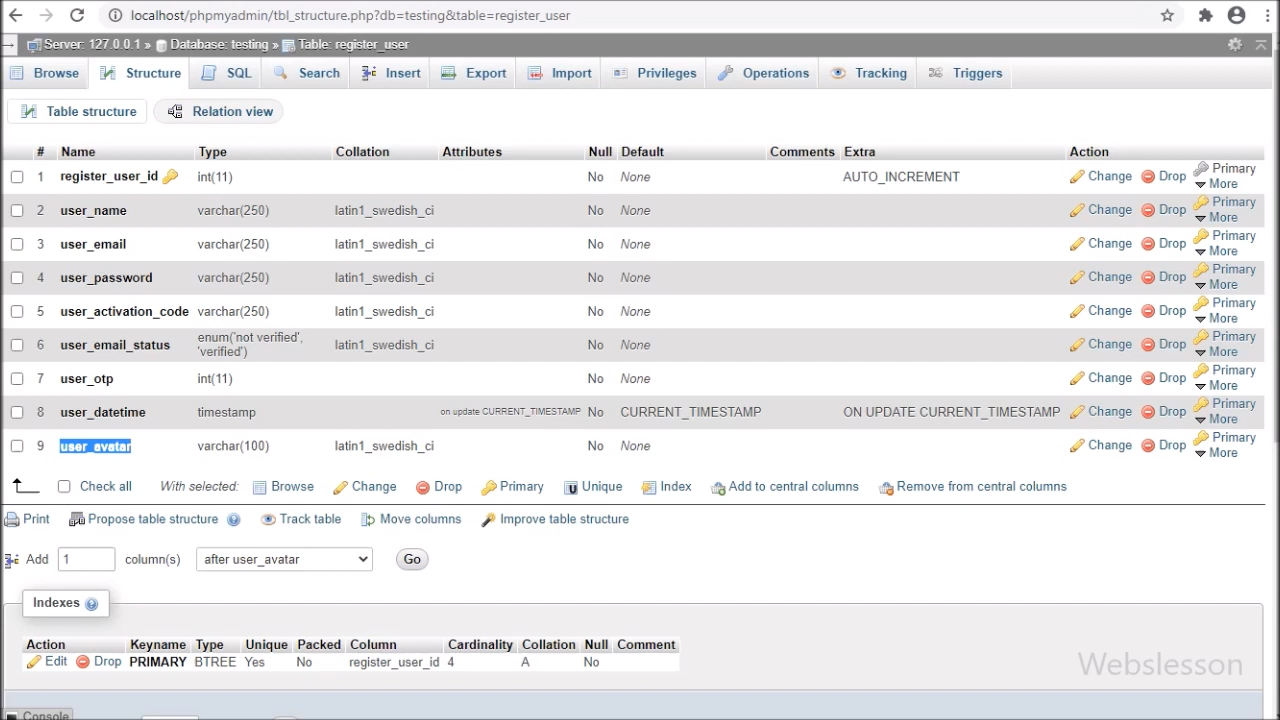 localhost/phpmyadmin/tbl_structure.php?db=testing&table=register_user
Server: 127.0.0.1 » Database: testing » Table: register_user
Browse Structure SQL Search Insert Export Import Privileges Operations Tracking Triggers
Table structure Relation view
# Name Type Collation Attributes Null Default Comments Extra Action
1 register_user_id int(11) No None AUTO_INCREMENT Change Drop Primary More
2 user_name varchar(250) latin1_swedish_ci No None Change Drop Primary More
3 user_email varchar(250) latin1_swedish_ci No None Change Drop Primary More
4 user_password varchar(250) latin1_swedish_ci No None Change Drop Primary More
5 user_activation_code varchar(250) latin1_swedish_ci No None Change Drop Primary More
6 user_email_status enum('not verified', 'verified') latin1_swedish_ci No None Change Drop Primary More
7 user_otp int(11) No None Change Drop Primary More
8 user_datetime timestamp on update CURRENT_TIMESTAMP No CURRENT_TIMESTAMP ON UPDATE CURRENT_TIMESTAMP Change Drop Primary More
9 user_avatar varchar(100) latin1_swedish_ci No None Change Drop Primary More
Check all With selected: Browse Change Drop Primary Unique Index Add to central columns Remove from central columns
Print Propose table structure Track table Move columns Improve table structure
Add 1 column(s) after user_avatar Go
Indexes
Action Keyname Type Unique Packed Column Cardinality Collation Null Comment
Edit Drop PRIMARY BTREE Yes No register_user_id 4 A No
Webslesson
Console